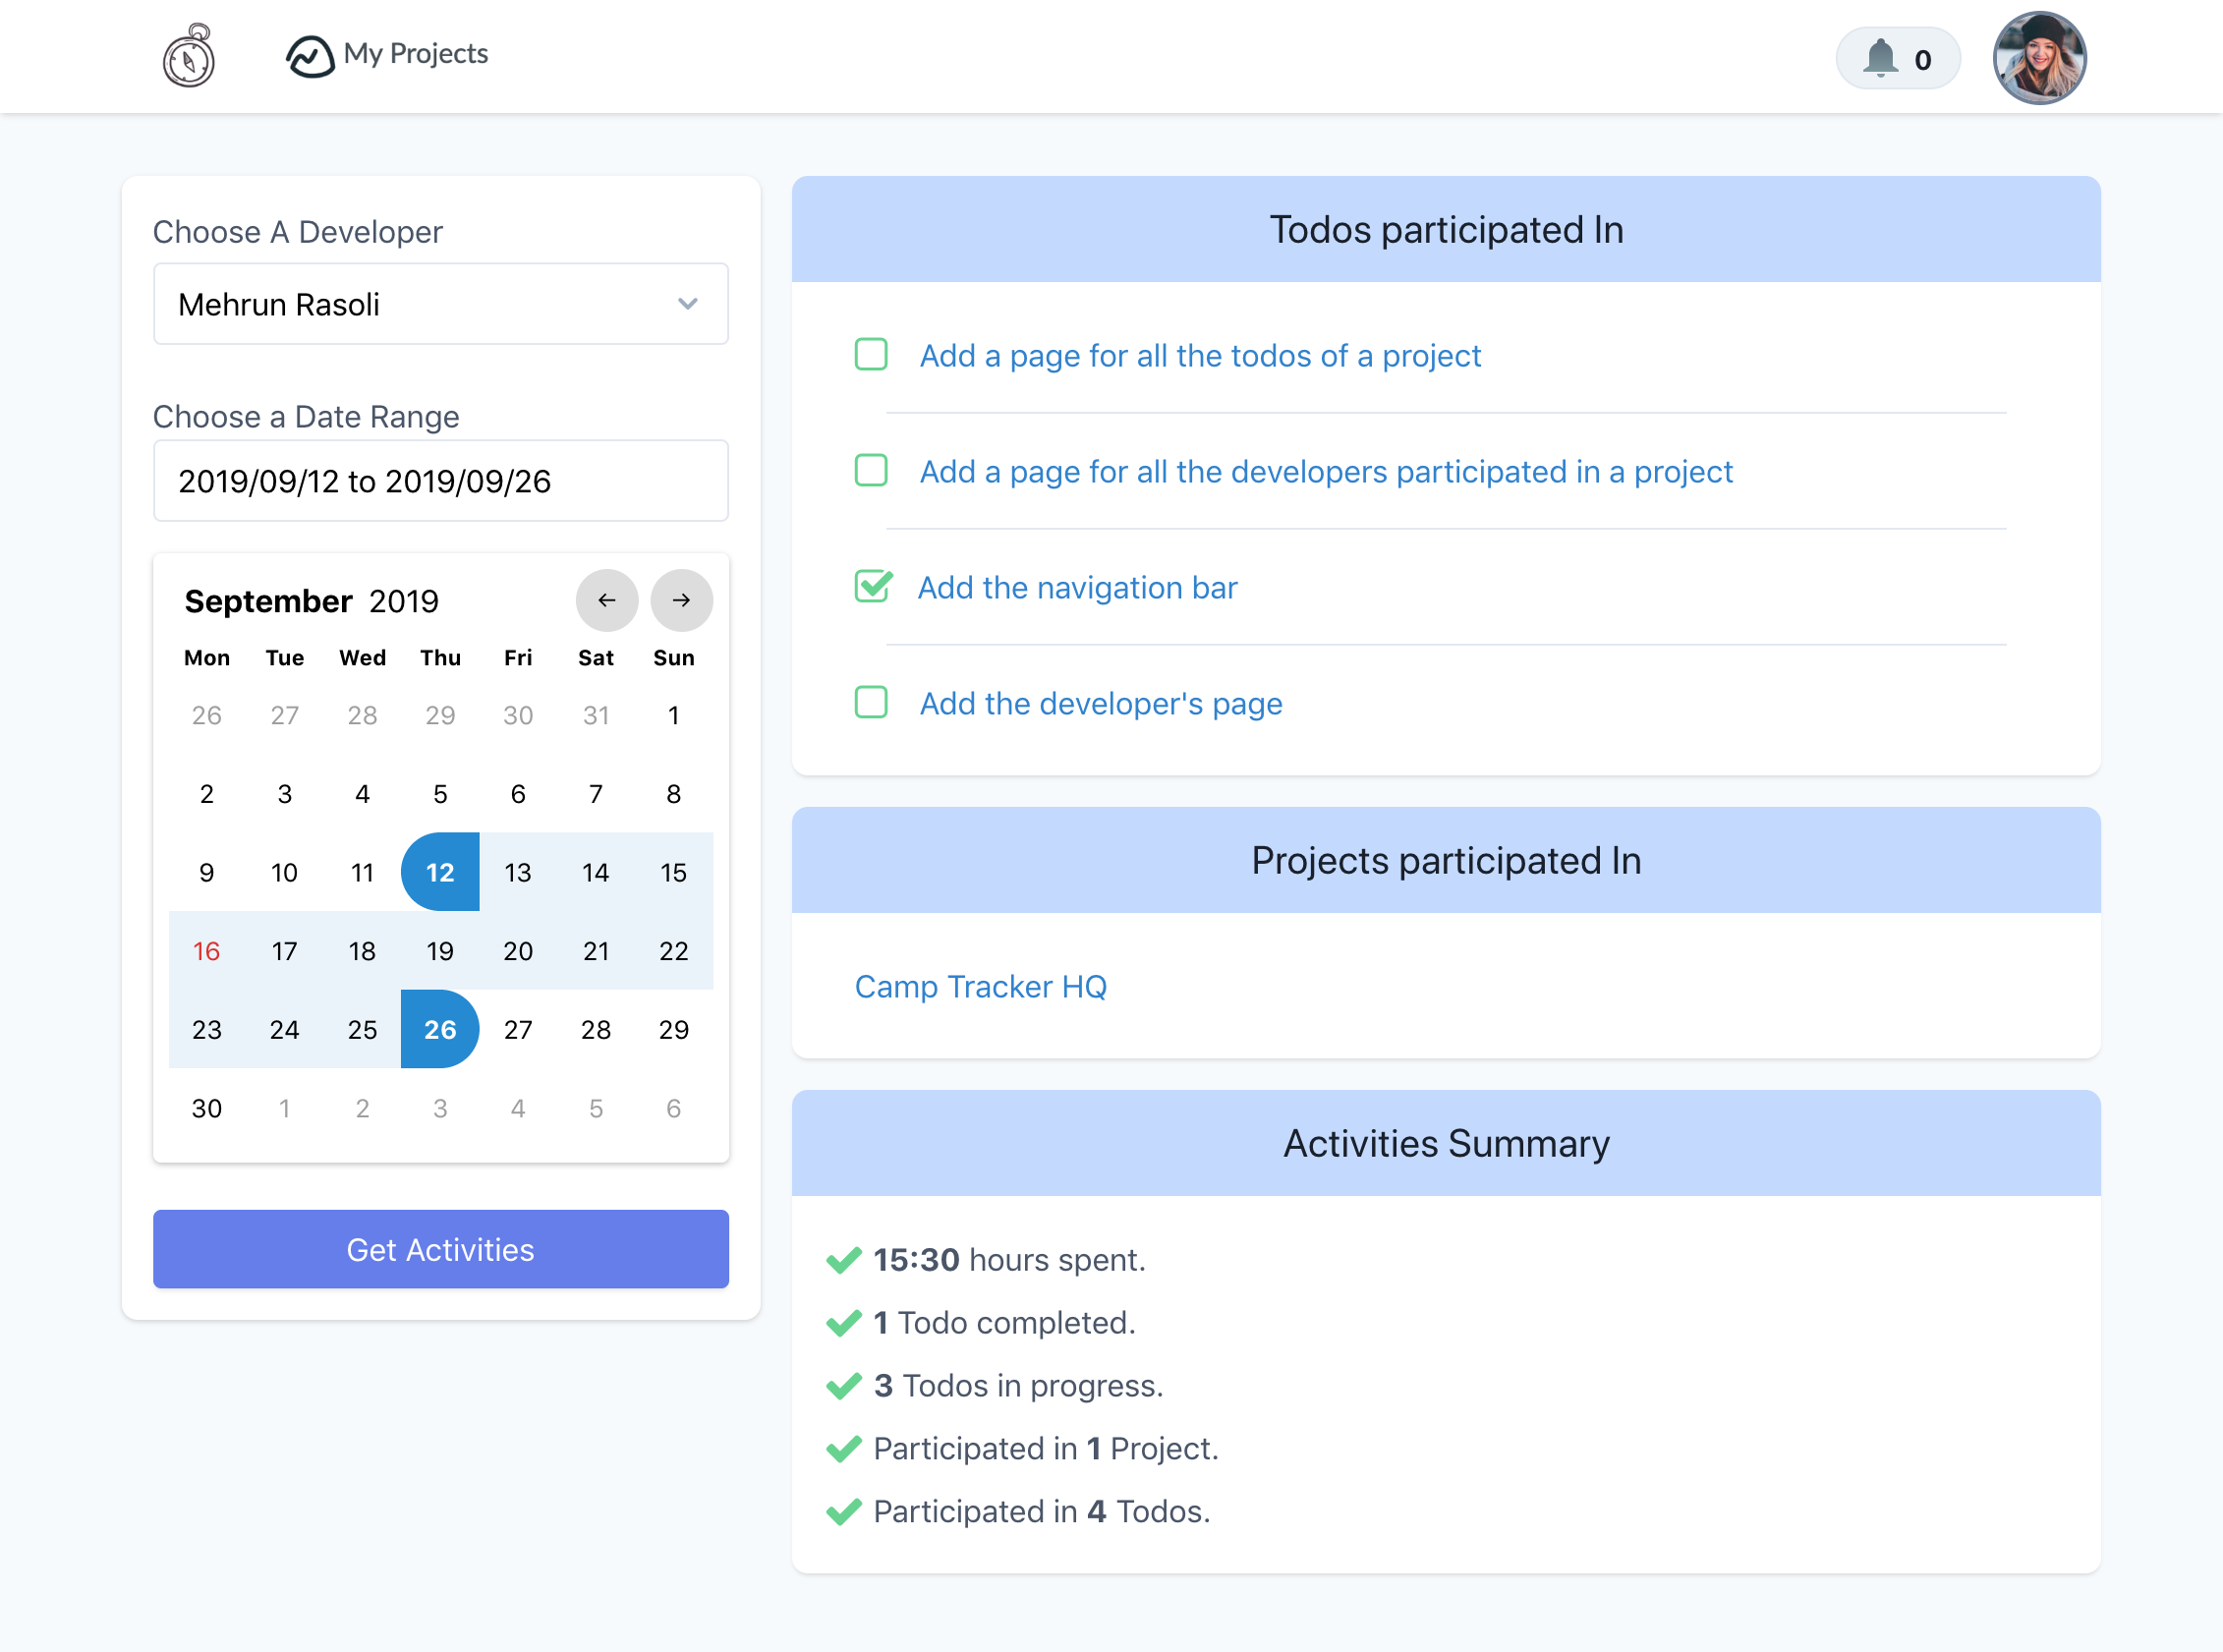 My Projects
0
Choose A Developer
Mehrun Rasoli
Choose a Date Range
2019/09/12 to 2019/09/26
September 2019
← →
Mon Tue Wed Thu Fri Sat Sun
26 27 28 29 30 31 1
2 3 4 5 6 7 8
9 10 11 12 13 14 15
16 17 18 19 20 21 22
23 24 25 26 27 28 29
30 1 2 3 4 5 6
Get Activities
Todos participated In
Add a page for all the todos of a project
Add a page for all the developers participated in a project
Add the navigation bar
Add the developer's page
Projects participated In
Camp Tracker HQ
Activities Summary
15:30 hours spent.
1 Todo completed.
3 Todos in progress.
Participated in 1 Project.
Participated in 4 Todos.